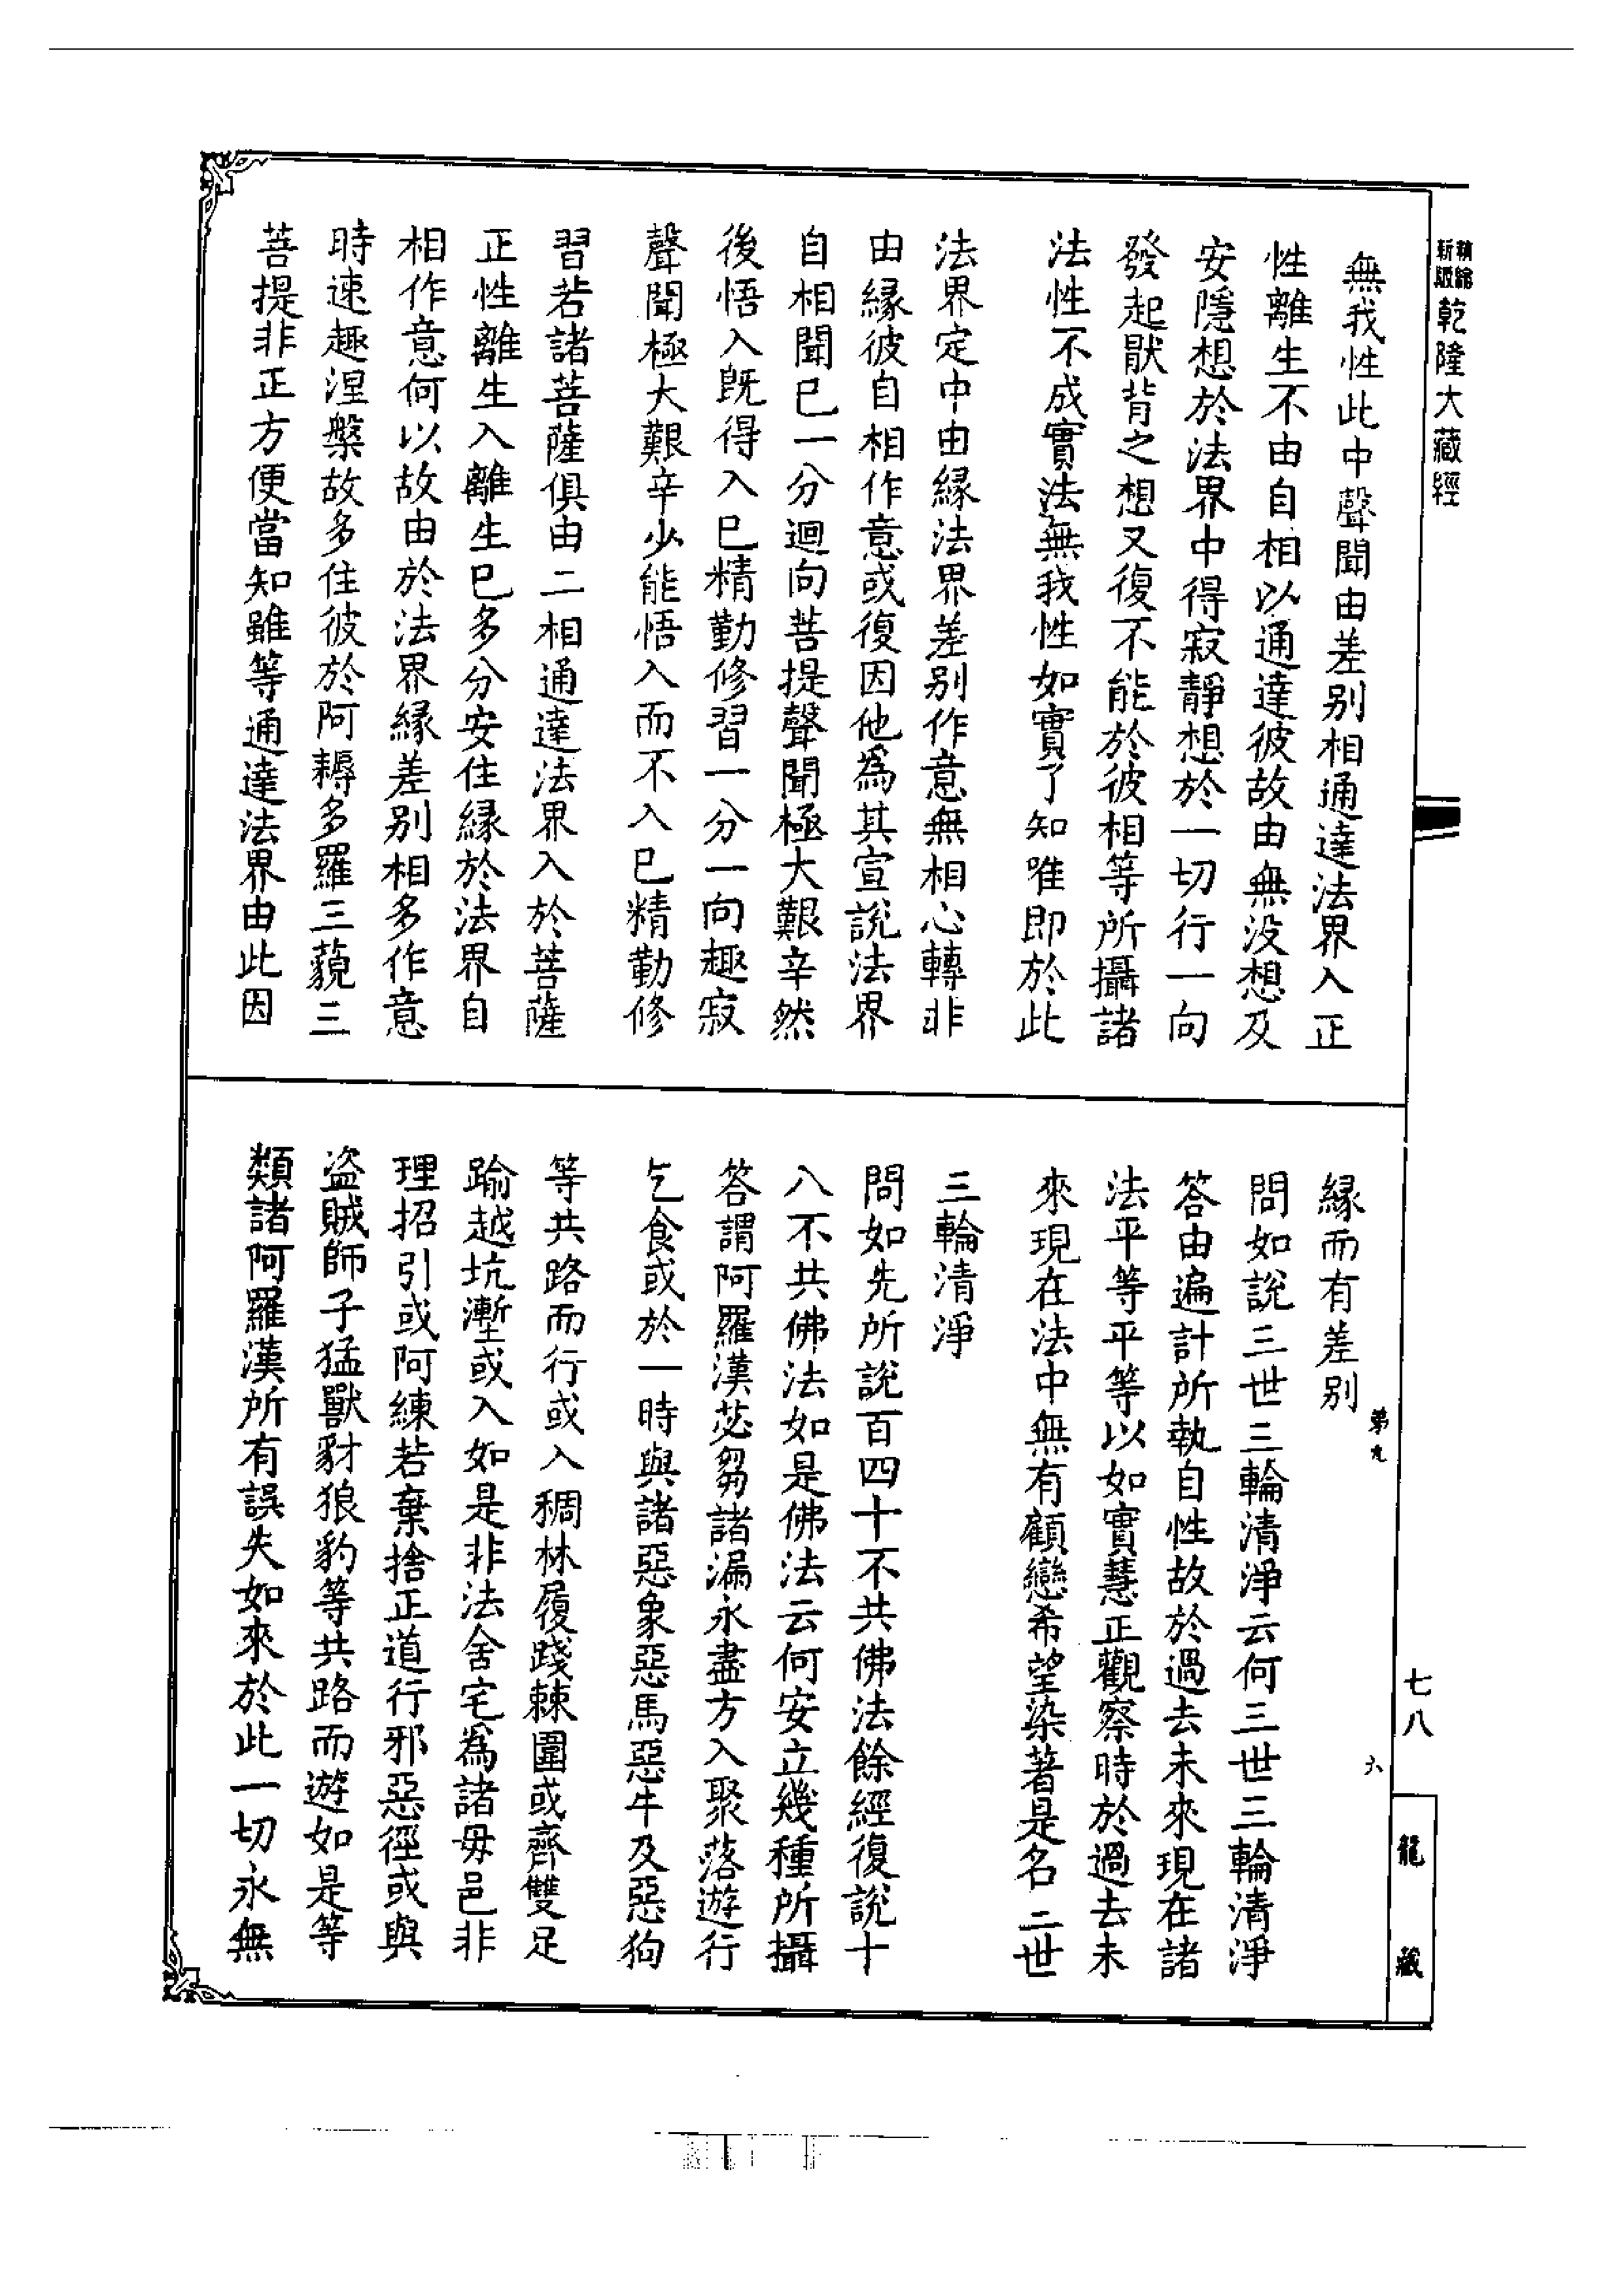 新編
新版
乾隆大藏經
無我性此中聲聞由差别相通達法界入正
性離生不由自相以通達彼故由無没想及
安隱想於法界中得寂靜想於一切行一向
發起猒背之想又復不能於彼相等所攝諸
法性不成實法無我性如實了知唯即於此
法界定中由縁法界差别作意無相心轉非
由縁彼自相作意或復因他為其宣說法界
自相聞已一分迴向菩提聲聞極大艱辛然
後悟入既得入已精勤修習一分一向趣寂
聲聞極大艱辛少能悟入而不入已精勤修
習若諸菩薩俱由二相通達法界入於菩薩
正性離生入離生已多分安住縁於法界自
相作意何以故由於法界縁差别相多作意
時速趣涅槃故多住彼於阿耨多羅三藐三
菩提非正方便當知雖等通達法界由此因
縁而有差别
問如說三世三輪清淨云何三世三輪清淨
答由遍計所執自性故於過去未來現在諸
法平等平等以如實慧正觀察時於過去未
來現在法中無有顧戀希望染著是名三世
三輪清淨
問如先所說百四十不共佛法餘經復說十
八不共佛法如是佛法云何安立幾種所攝
答謂阿羅漢苾芻諸漏永盡方入聚落遊行
乞食或於一時與諸惡象惡馬惡牛及惡狗
等共路而行或入稠林履踐棘圍或齊雙足
踰越坑塹或入如是非法舍宅為諸毋邑非
理招引或阿練若棄捨正道行邪惡徑或與
盗賊師子猛獸豺狼豹等共路而遊如是等
類諸阿羅漢所有誤失如來於此一切永無
第九
七八
六
龍藏